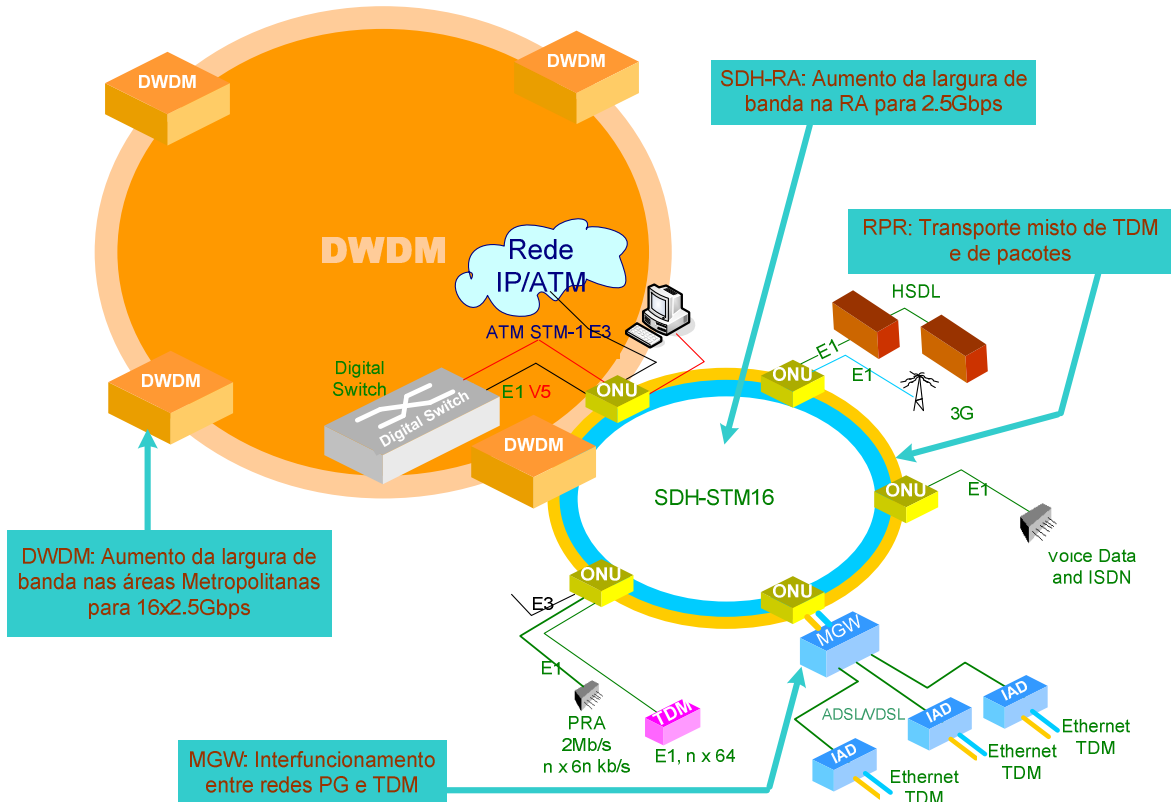 DWDM
DWDM
SDH-RA: Aumento da largura de
banda na RA para 2.5Gbps
RPR: Transporte misto de TDM
e de pacotes
DWDM
Rede
IP/ATM
HSDL
ATM STM-1 E3
E1
E1
3G
Digital
Switch
Digital Switch
E1 V5
ONU
ONU
DWDM
DWDM
SDH-STM16
ONU
E1
Voice Data
and ISDN
DWDM: Aumento da largura de
banda nas áreas Metropolitanas
para 16x2.5Gbps
ONU
E3
E1
PRA
2Mb/s
n x 6n kb/s
TDM
E1, n x 64
ONU
MGW
ADSL/VDSL
IAD
Ethernet
TDM
IAD
Ethernet
TDM
IAD
Ethernet
TDM
MGW: Interfuncionamento
entre redes PG e TDM